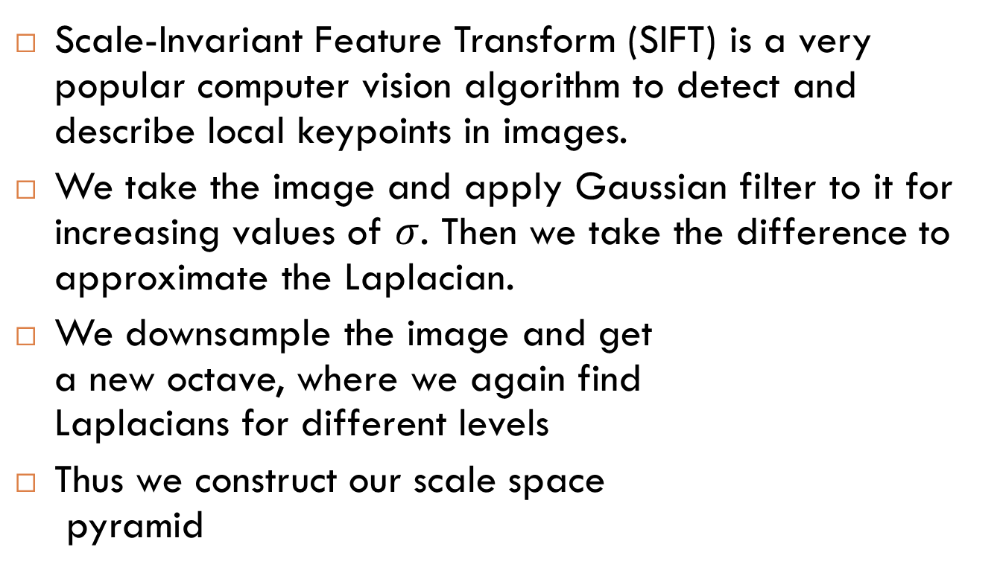 Scale-Invariant Feature Transform (SIFT) is a very
popular computer vision algorithm to detect and
describe local keypoints in images.
We take the image and apply Gaussian filter to it for
increasing values of 𝜎. Then we take the difference to
approximate the Laplacian.
We downsample the image and get
a new octave, where we again find
Laplacians for different levels
Thus we construct our scale space
pyramid